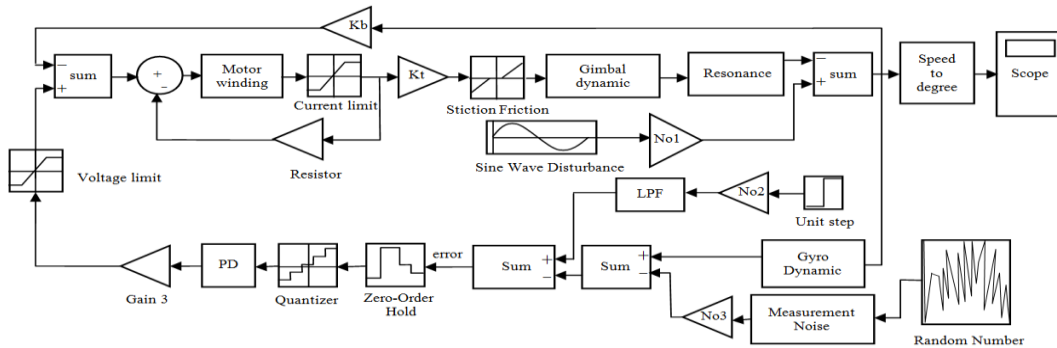 Kb
sum
+
-
Motor
winding
Current limit
Kt
Stiction Friction
Gimbal
dynamic
Resonance
sum
Speed
to
degree
Scope
Resistor
Sine Wave Disturbance
No1
Voltage limit
LPF
No2
Unit step
Gain 3
PD
Quantizer
Zero-Order
Hold
error
Sum
Sum
Gyro
Dynamic
No3
Measurement
Noise
Random Number